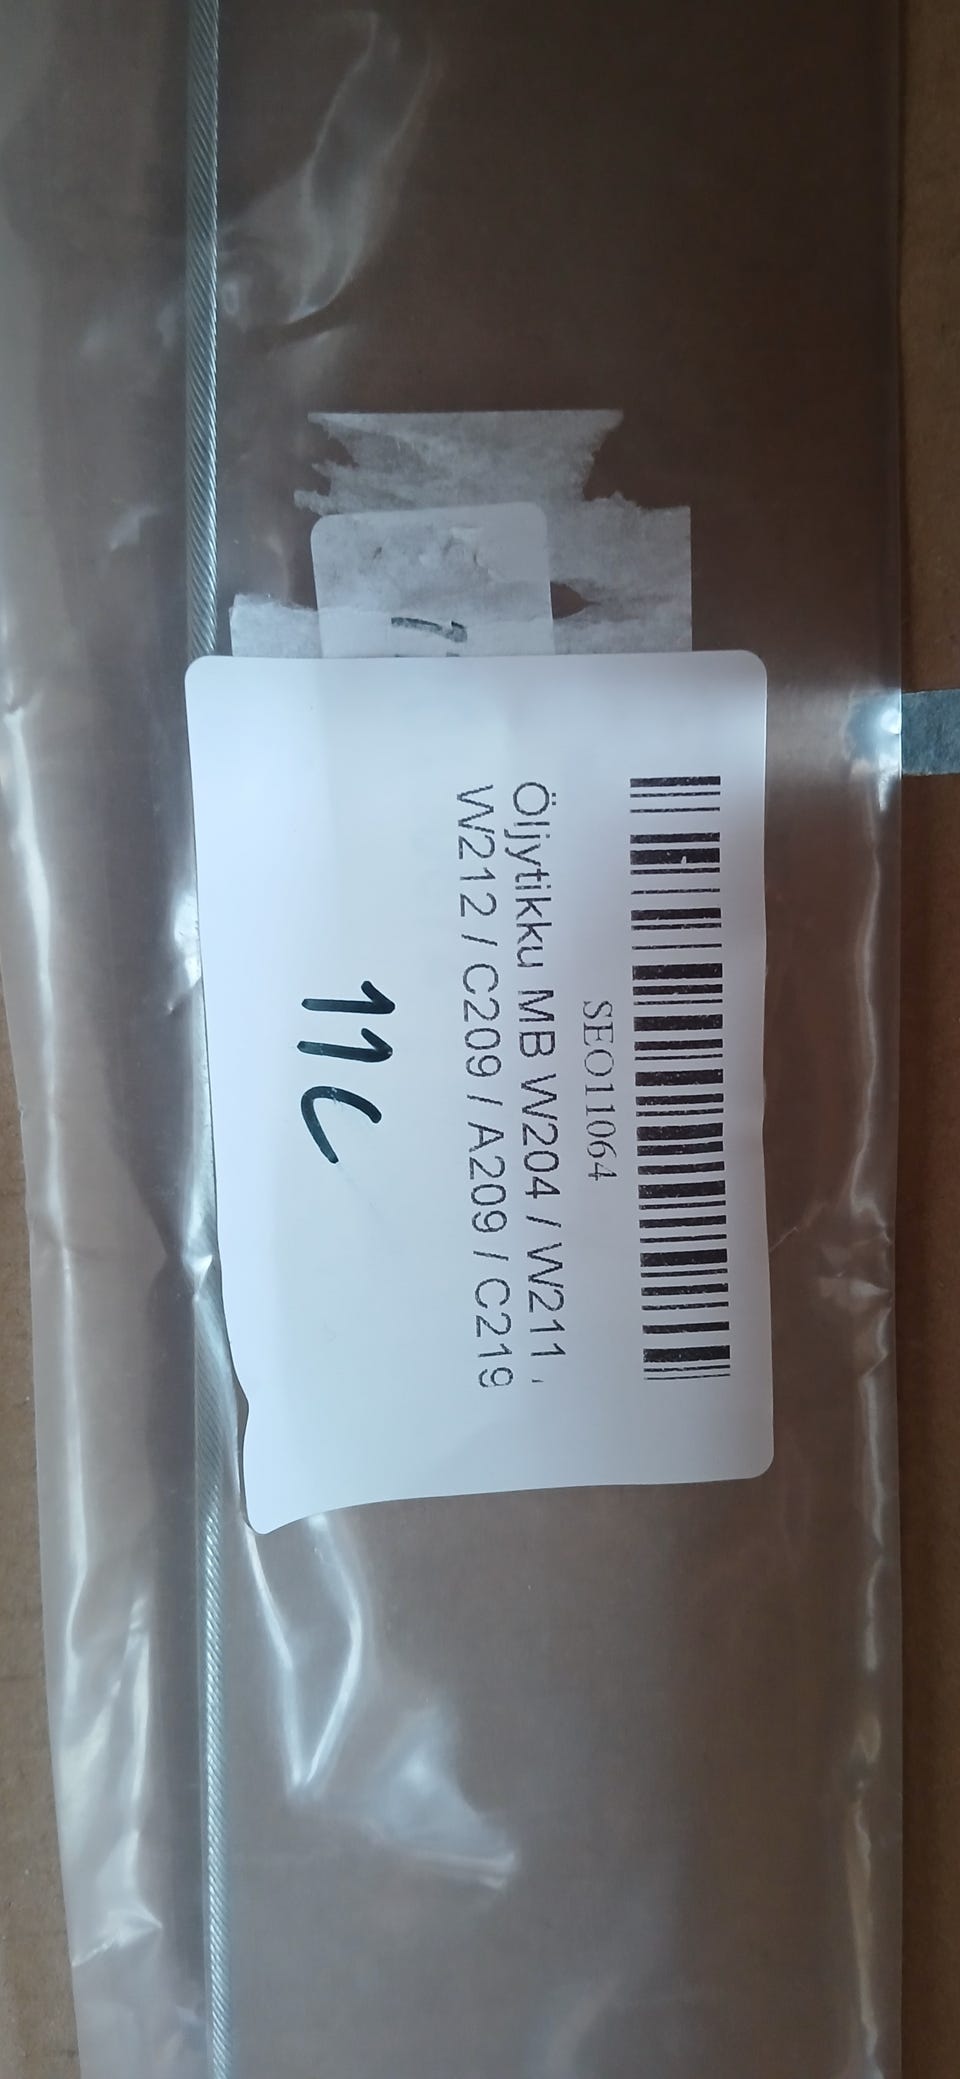 SEO11064
Öljytikku MB W204 / W211 /
W212 / C209 / A209 / C219
11C